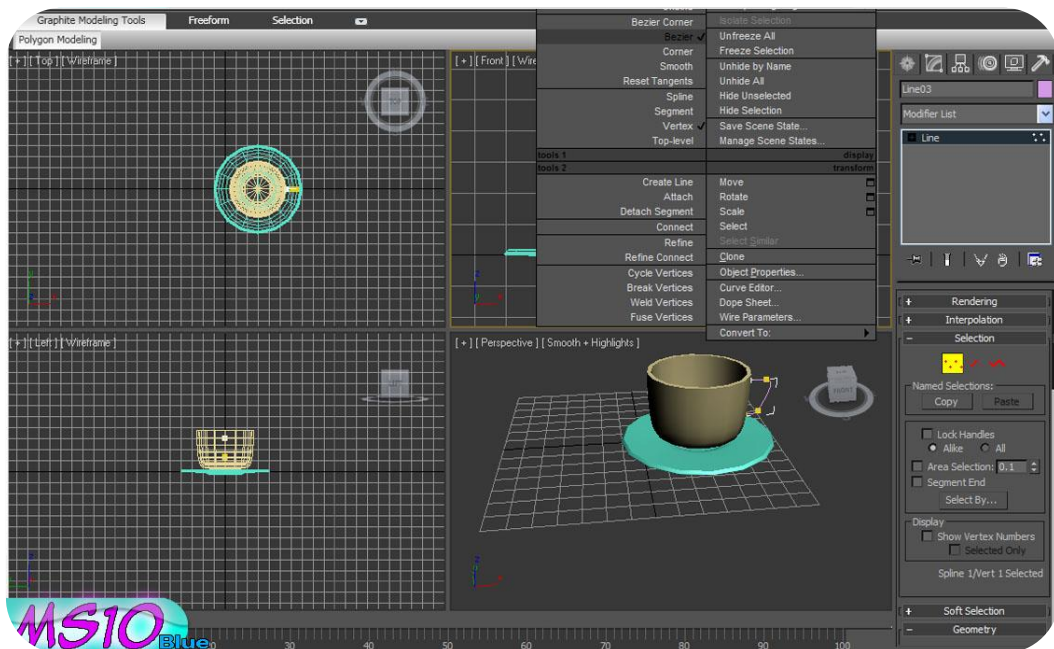 Graphite Modeling Tools
Freeform
Selection
Polygon Modeling
[ + ] [ Top ] [ Wireframe ]
[ + ] [ Front ] [ Wire
Bezier Corner
Bezier
Corner
Smooth
Reset Tangents
Spline
Segment
Vertex
Top-level
Isolate Selection
Unfreeze All
Freeze Selection
Unhide by Name
Unhide All
Hide Unselected
Hide Selection
Save Scene State...
Manage Scene States...
tools 1
display
tools 2
transform
Create Line
Attach
Detach Segment
Connect
Refine
Refine Connect
Cycle Vertices
Break Vertices
Weld Vertices
Fuse Vertices
Move
Rotate
Scale
Select
Select Similar
Clone
Object Properties...
Curve Editor...
Dope Sheet...
Wire Parameters...
Convert To:
Line03
Modifier List
Line
+ Rendering
+ Interpolation
− Selection
Named Selections:
Copy
Paste
Lock Handles
Alike
All
Area Selection: 0.1
Segment End
Select By...
Display
Show Vertex Numbers
Selected Only
Spline 1/Vert 1 Selected
+ Soft Selection
− Geometry
[ + ] [ Left ] [ Wireframe ]
[ + ] [ Perspective ] [ Smooth + Highlights ]
TOP
LEFT
FRONT
MS10
Blue
30
40
50
60
70
80
90
100